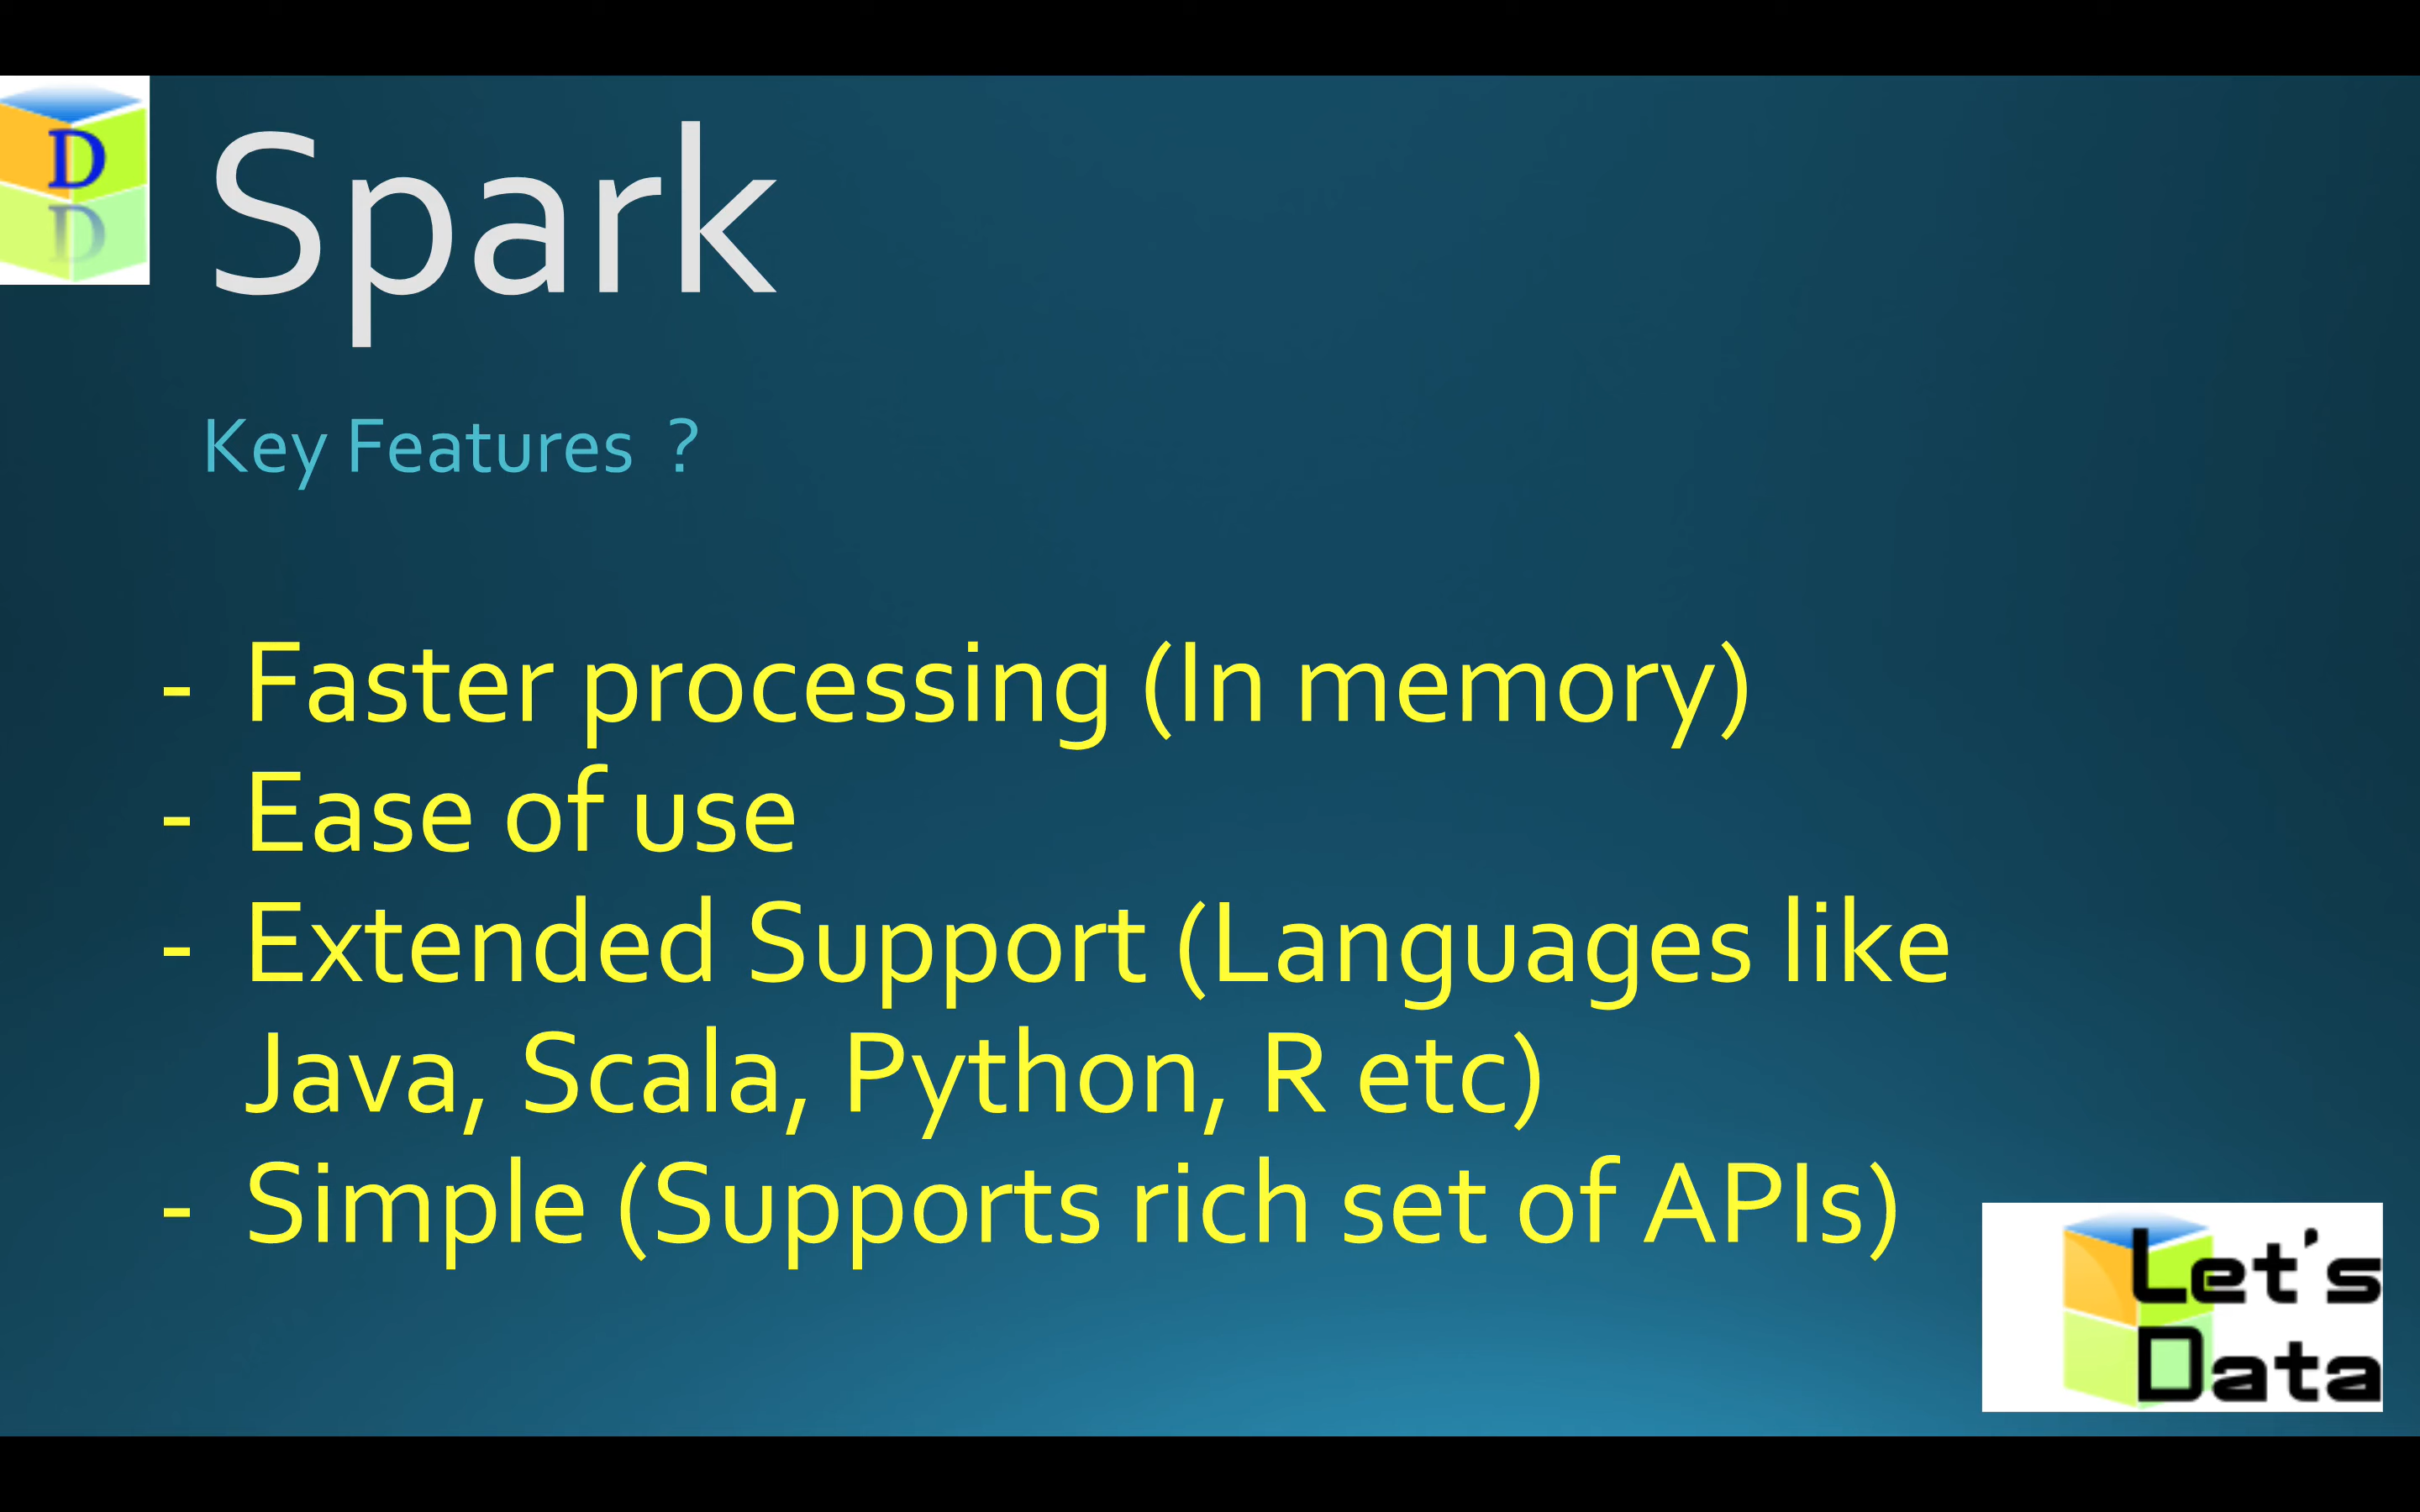 D
D
Spark
Key Features ?
- Faster processing (In memory)
- Ease of use
- Extended Support (Languages like
Java, Scala, Python, R etc)
- Simple (Supports rich set of APIs)
Let's
Data